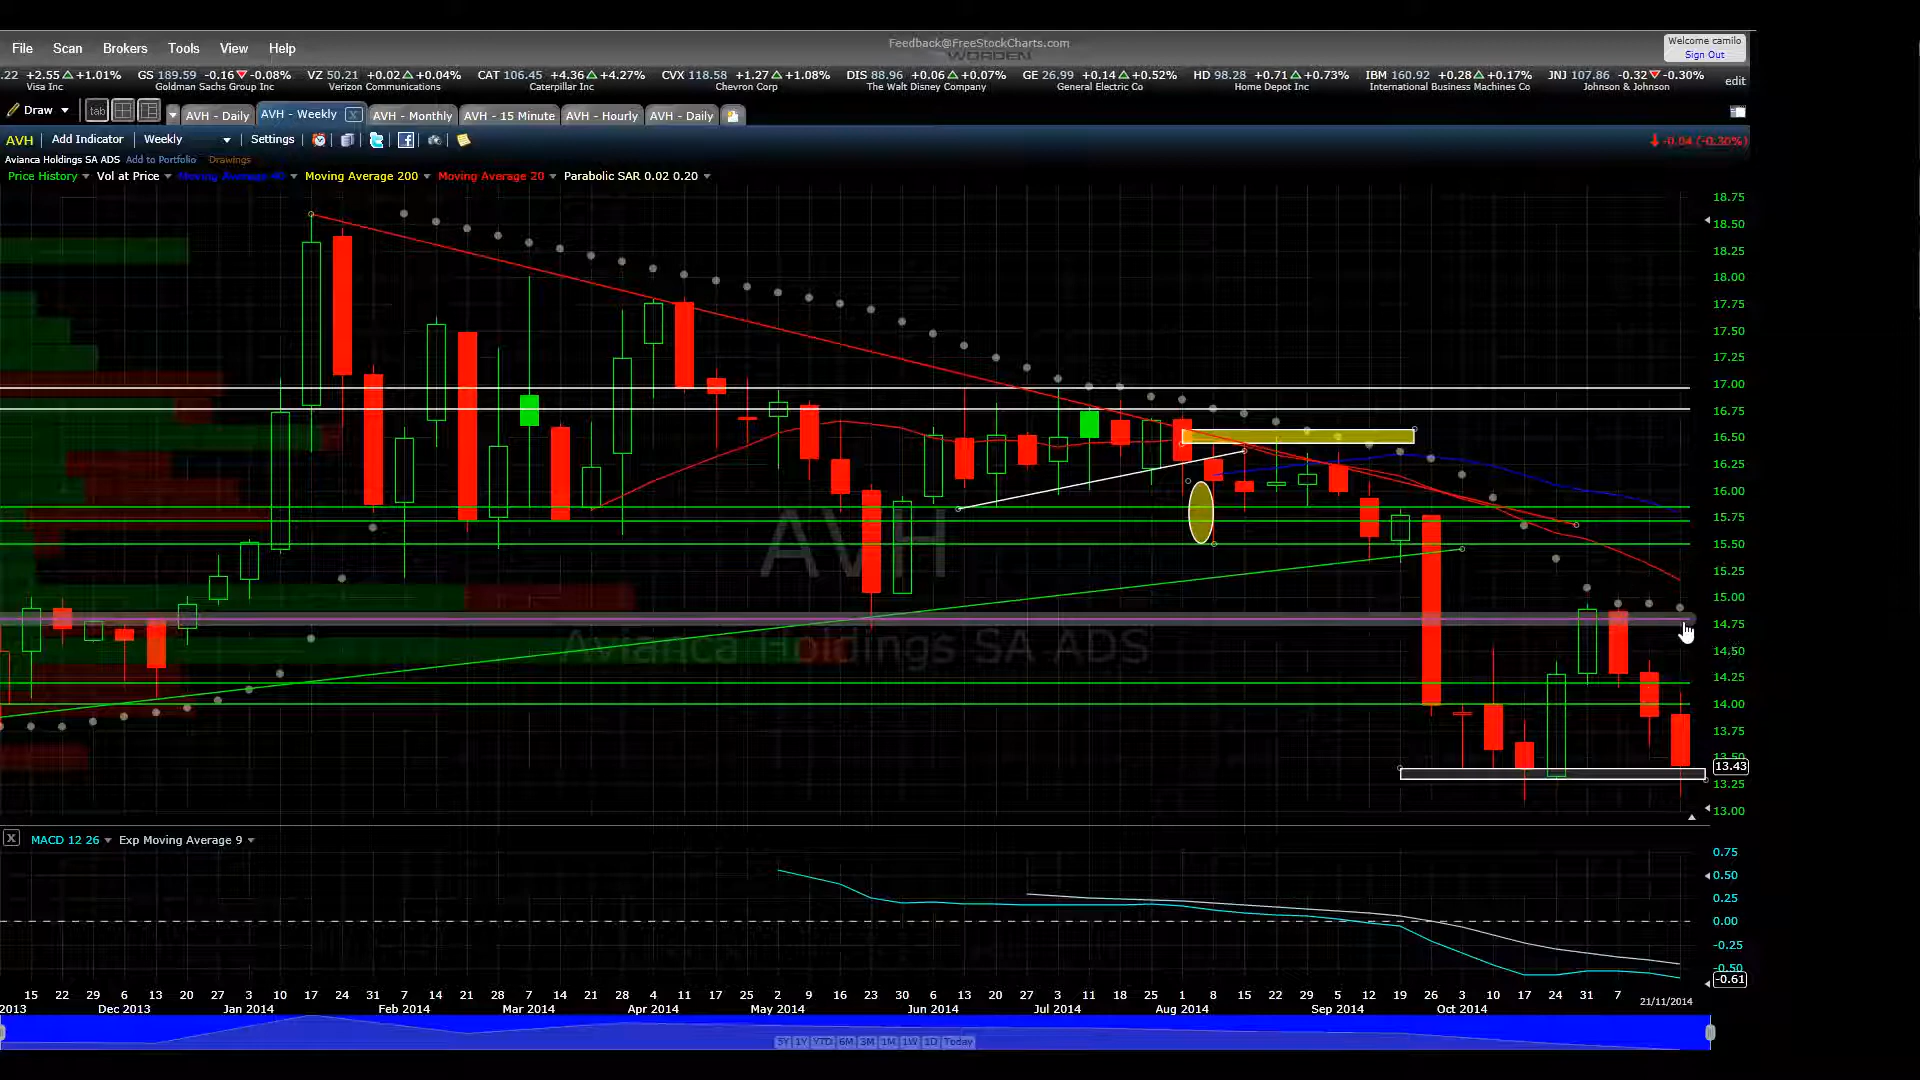 File Scan Brokers Tools View Help
Feedback@FreeStockCharts.com
WORDEN
Welcome camilo
Sign Out
.22 +2.55 +1.01% GS 189.59 -0.16 -0.08% VZ 50.21 +0.02 +0.04% CAT 106.45 +4.36 +4.27% CVX 118.58 +1.27 +1.08% DIS 88.96 +0.06 +0.07% GE 26.99 +0.14 +0.52% HD 98.28 +0.71 +0.73% IBM 160.92 +0.28 +0.17% JNJ 107.86 -0.32 -0.30%
Visa Inc Goldman Sachs Group Inc Verizon Communications Caterpillar Inc Chevron Corp The Walt Disney Company General Electric Co Home Depot Inc International Business Machines Co Johnson & Johnson edit
Draw tab AVH - Daily AVH - Weekly X AVH - Monthly AVH - 15 Minute AVH - Hourly AVH - Daily
AVH Add Indicator Weekly Settings -0.04 (-0.30%)
Avianca Holdings SA ADS Add to Portfolio Drawings
Price History Vol at Price Moving Average 40 Moving Average 200 Moving Average 20 Parabolic SAR 0.02 0.20
18.75
18.50
18.25
18.00
17.75
17.50
17.25
17.00
16.75
16.50
16.25
16.00
15.75
15.50
15.25
15.00
14.75
14.50
14.25
14.00
13.75
13.50
13.43
13.25
13.00
AVH
Avianca Holdings SA ADS
X MACD 12 26 Exp Moving Average 9
0.75
0.50
0.25
0.00
-0.25
-0.50
-0.61
15 22 29 6 13 20 27 3 10 17 24 31 7 14 21 28 7 14 21 28 4 11 17 25 2 9 16 23 30 6 13 20 27 3 11 18 25 1 8 15 22 29 5 12 19 26 3 10 17 24 31 7 21/11/2014
2013 Dec 2013 Jan 2014 Feb 2014 Mar 2014 Apr 2014 May 2014 Jun 2014 Jul 2014 Aug 2014 Sep 2014 Oct 2014
5Y 1Y YTD 6M 3M 1M 1W 1D Today